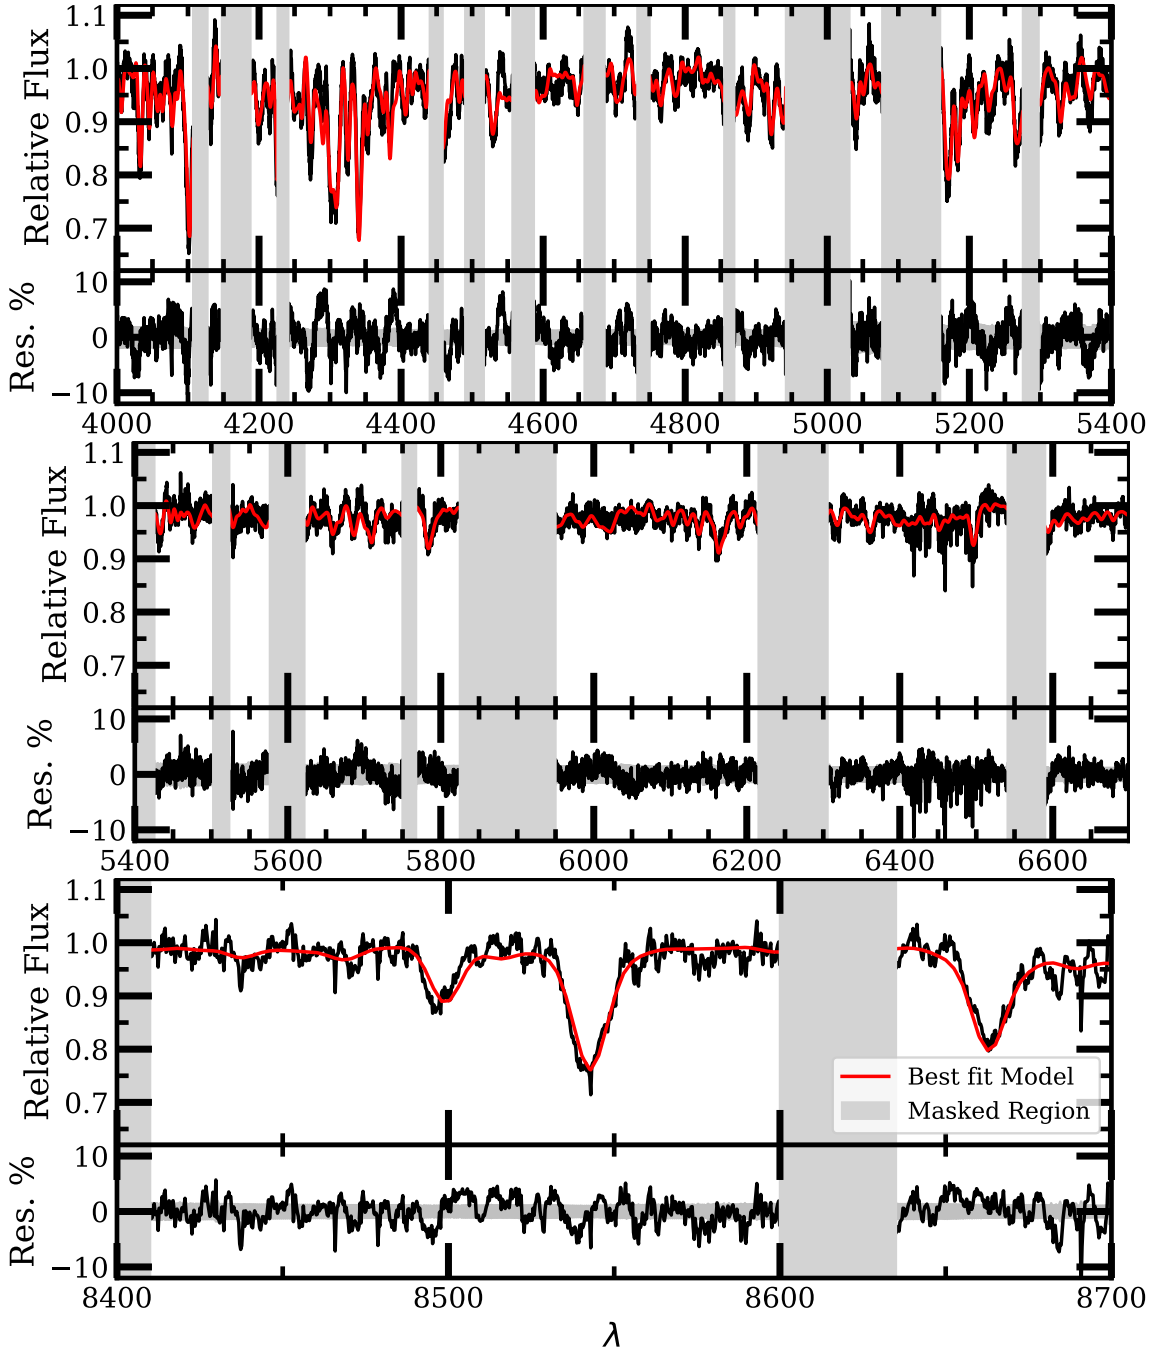 1.1
1.0
0.9
0.8
0.7
Relative Flux
10
0
−10
Res. %
4000 4200 4400 4600 4800 5000 5200 5400
1.1
1.0
0.9
0.8
0.7
Relative Flux
10
0
−10
Res. %
5400 5600 5800 6000 6200 6400 6600
1.1
1.0
0.9
0.8
0.7
Relative Flux
Best fit Model
Masked Region
10
0
−10
Res. %
8400 8500 8600 8700
λ